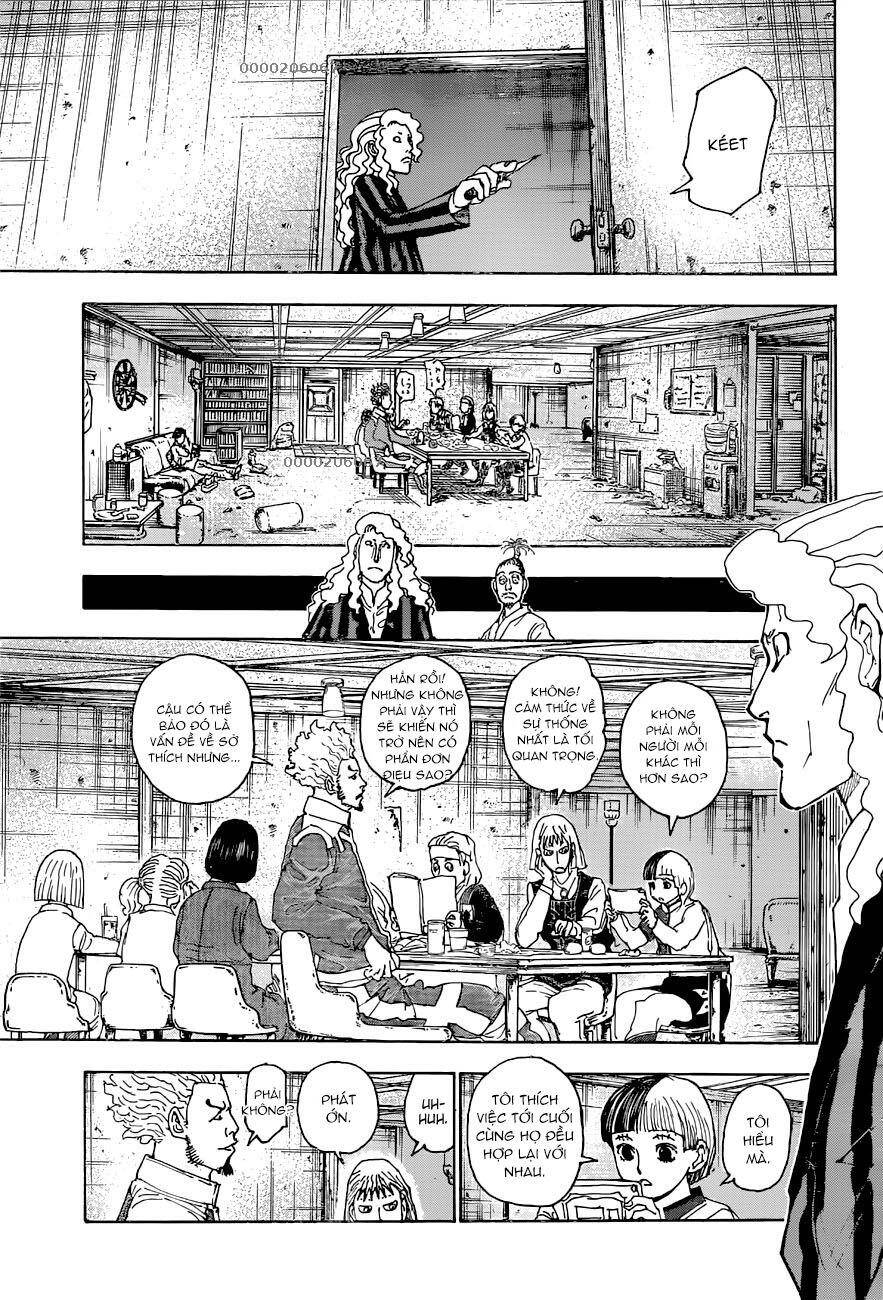 0000206067
KÉET
0000206
KHÔNG
PHẢI MỖI
NGƯỜI MỖI
KHÁC THÌ
HƠN SAO?
KHÔNG!
CẢM THỨC VỀ
SỰ THỐNG
NHẤT LÀ TỐI
QUAN TRỌNG.
HẲN RỒI!
NHƯNG KHÔNG
PHẢI VẬY THÌ
SẼ KHIẾN NÓ
TRỞ NÊN CÓ
PHẦN ĐƠN
ĐIỆU SAO?
CẬU CÓ THỂ
BẢO ĐÓ LÀ
VẤN ĐỀ VỀ SỞ
THÍCH NHƯNG...
TÔI
HIỂU
MÀ.
TÔI THÍCH
VIỆC TỚI CUỐI
CÙNG HỌ ĐỀU
HỢP LẠI VỚI
NHAU.
UH-
HUH.
PHÁT
ỚN.
PHẢI
KHÔNG?